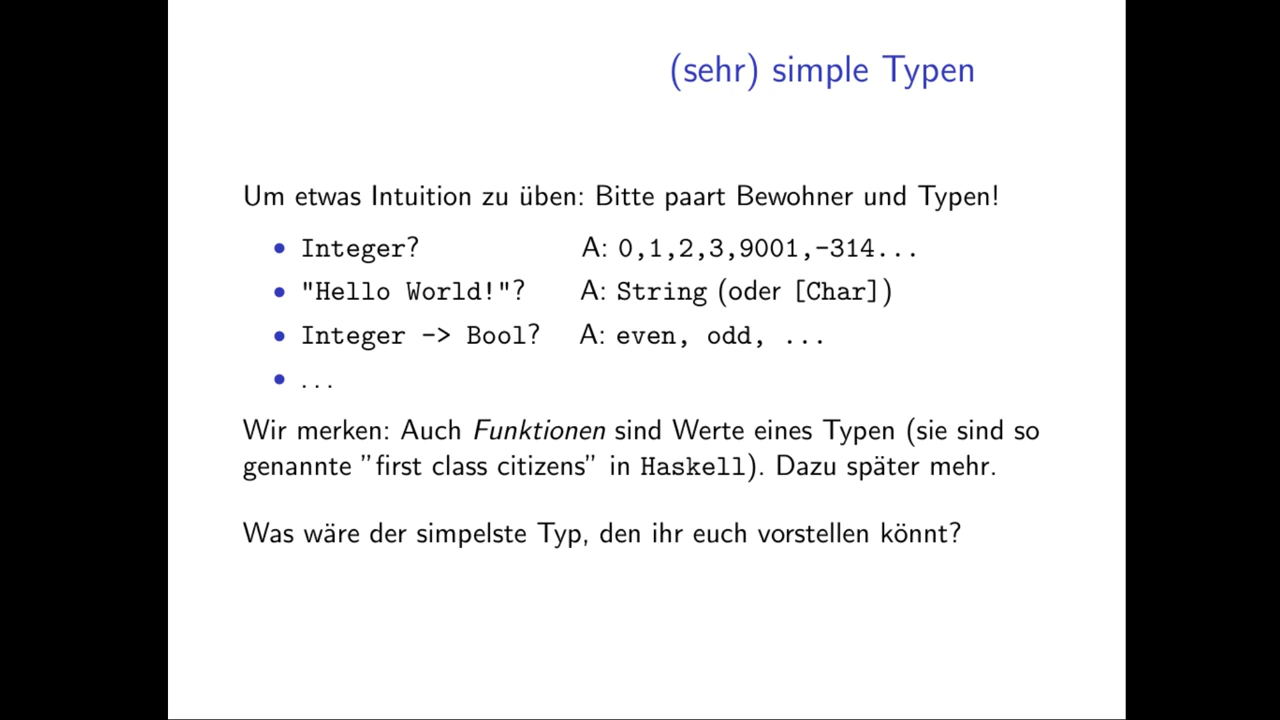 (sehr) simple Typen
Um etwas Intuition zu üben: Bitte paart Bewohner und Typen!
• Integer? A: 0,1,2,3,9001,-314...
• "Hello World!"? A: String (oder [Char])
• Integer -> Bool? A: even, odd, ...
• ...
Wir merken: Auch Funktionen sind Werte eines Typen (sie sind so
genannte ”first class citizens” in Haskell). Dazu später mehr.
Was wäre der simpelste Typ, den ihr euch vorstellen könnt?